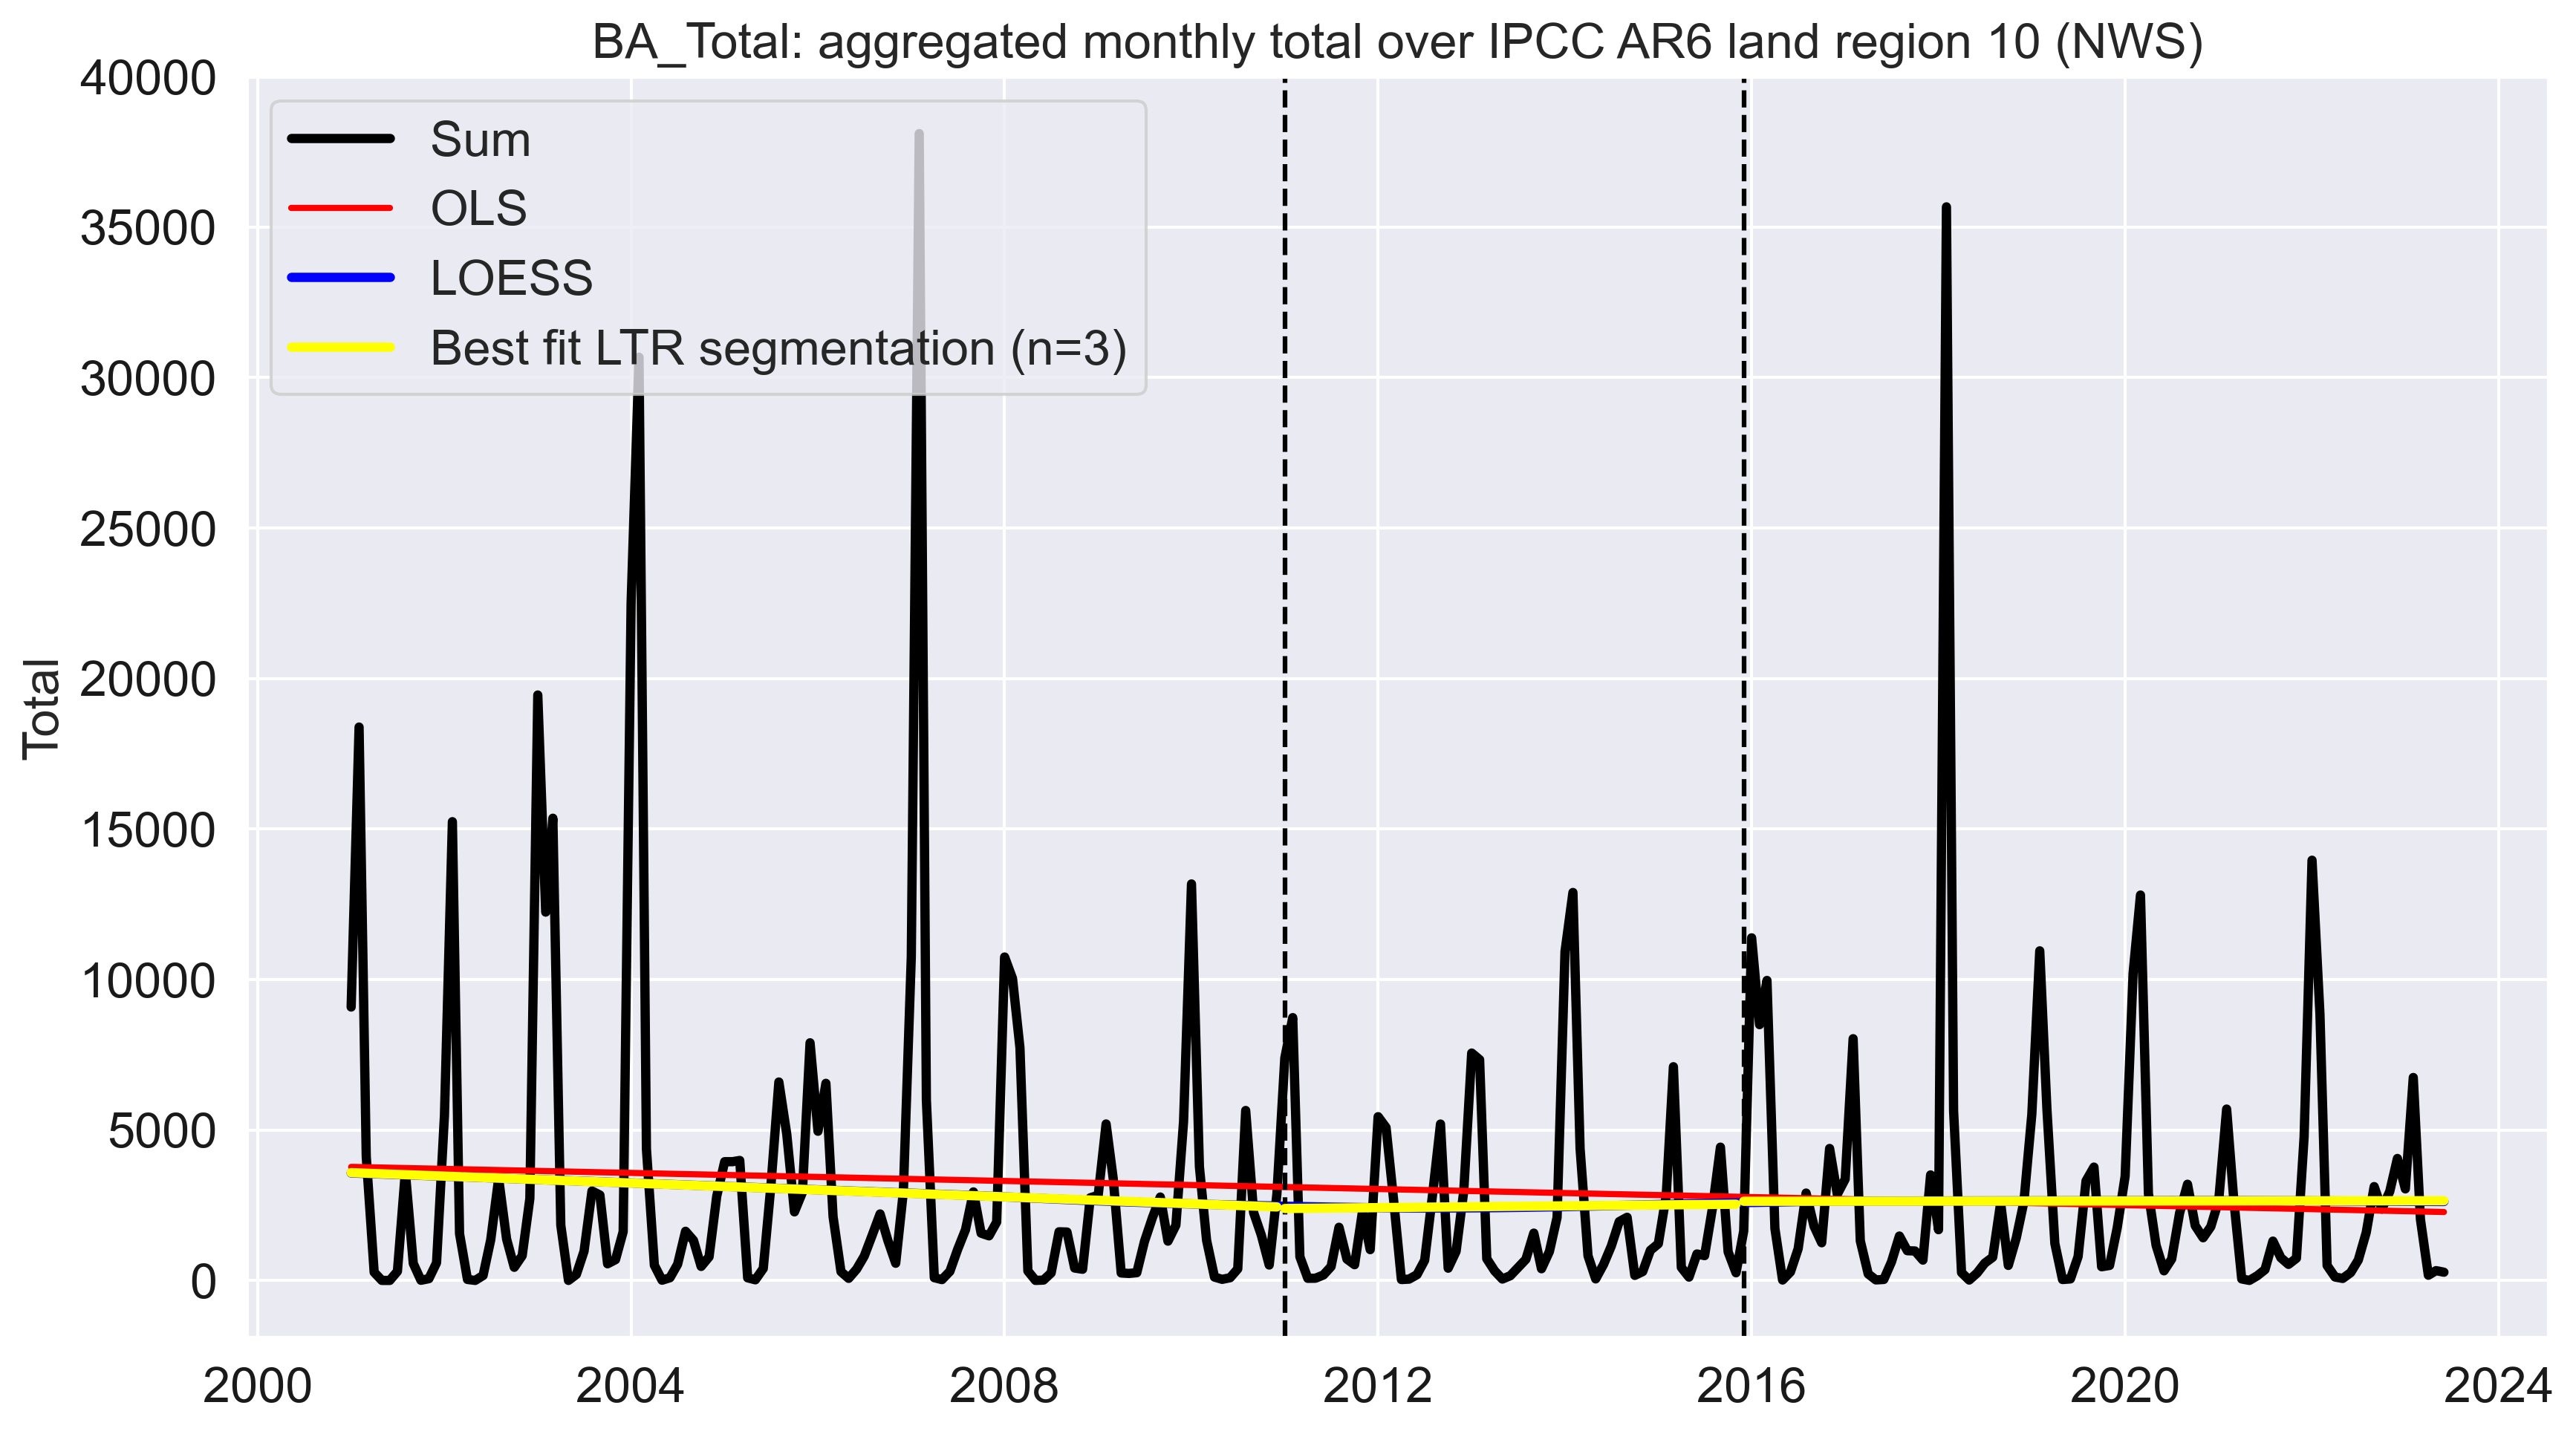 BA_Total: aggregated monthly total over IPCC AR6 land region 10 (NWS)
40000
35000
30000
25000
20000
15000
10000
5000
0
Total
Sum
OLS
LOESS
Best fit LTR segmentation (n=3)
2000 2004 2008 2012 2016 2020 2024